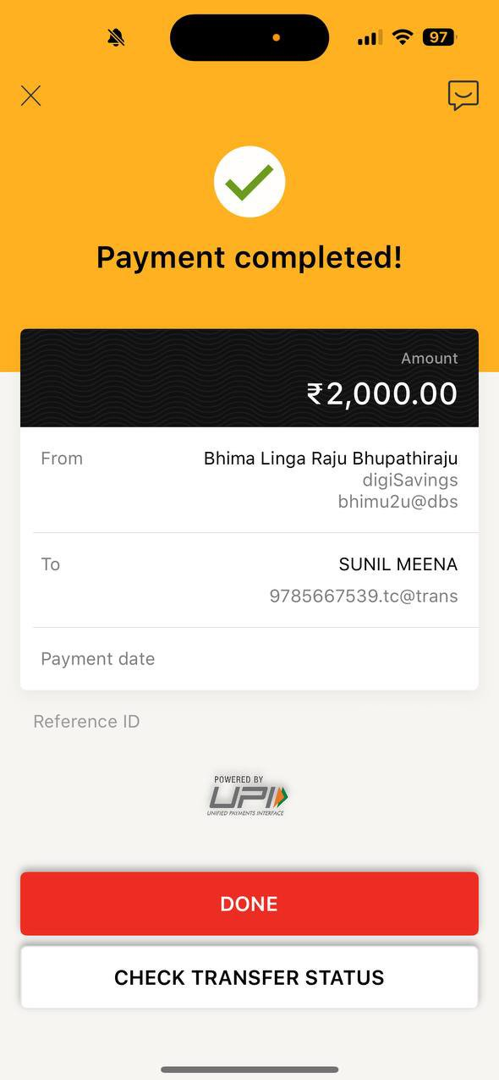 97
Payment completed!
Amount
₹2,000.00
From
Bhima Linga Raju Bhupathiraju
digiSavings
bhimu2u@dbs
To
SUNIL MEENA
9785667539.tc@trans
Payment date
Reference ID
POWERED BY
UPI
UNIFIED PAYMENTS INTERFACE
DONE
CHECK TRANSFER STATUS